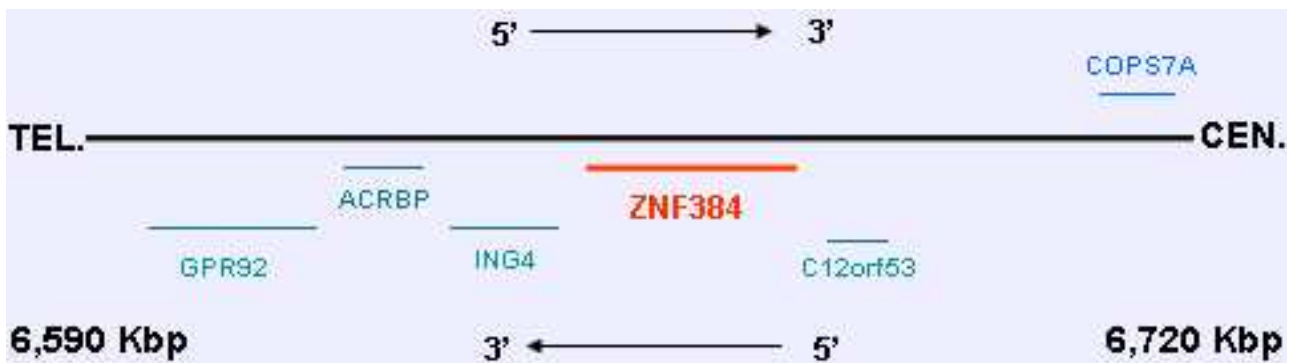 5’ 3’
COPS7A
TEL. CEN.
ACRBP ZNF384
GPR92 ING4 C12orf53
6,590 Kbp 3’ 5’ 6,720 Kbp